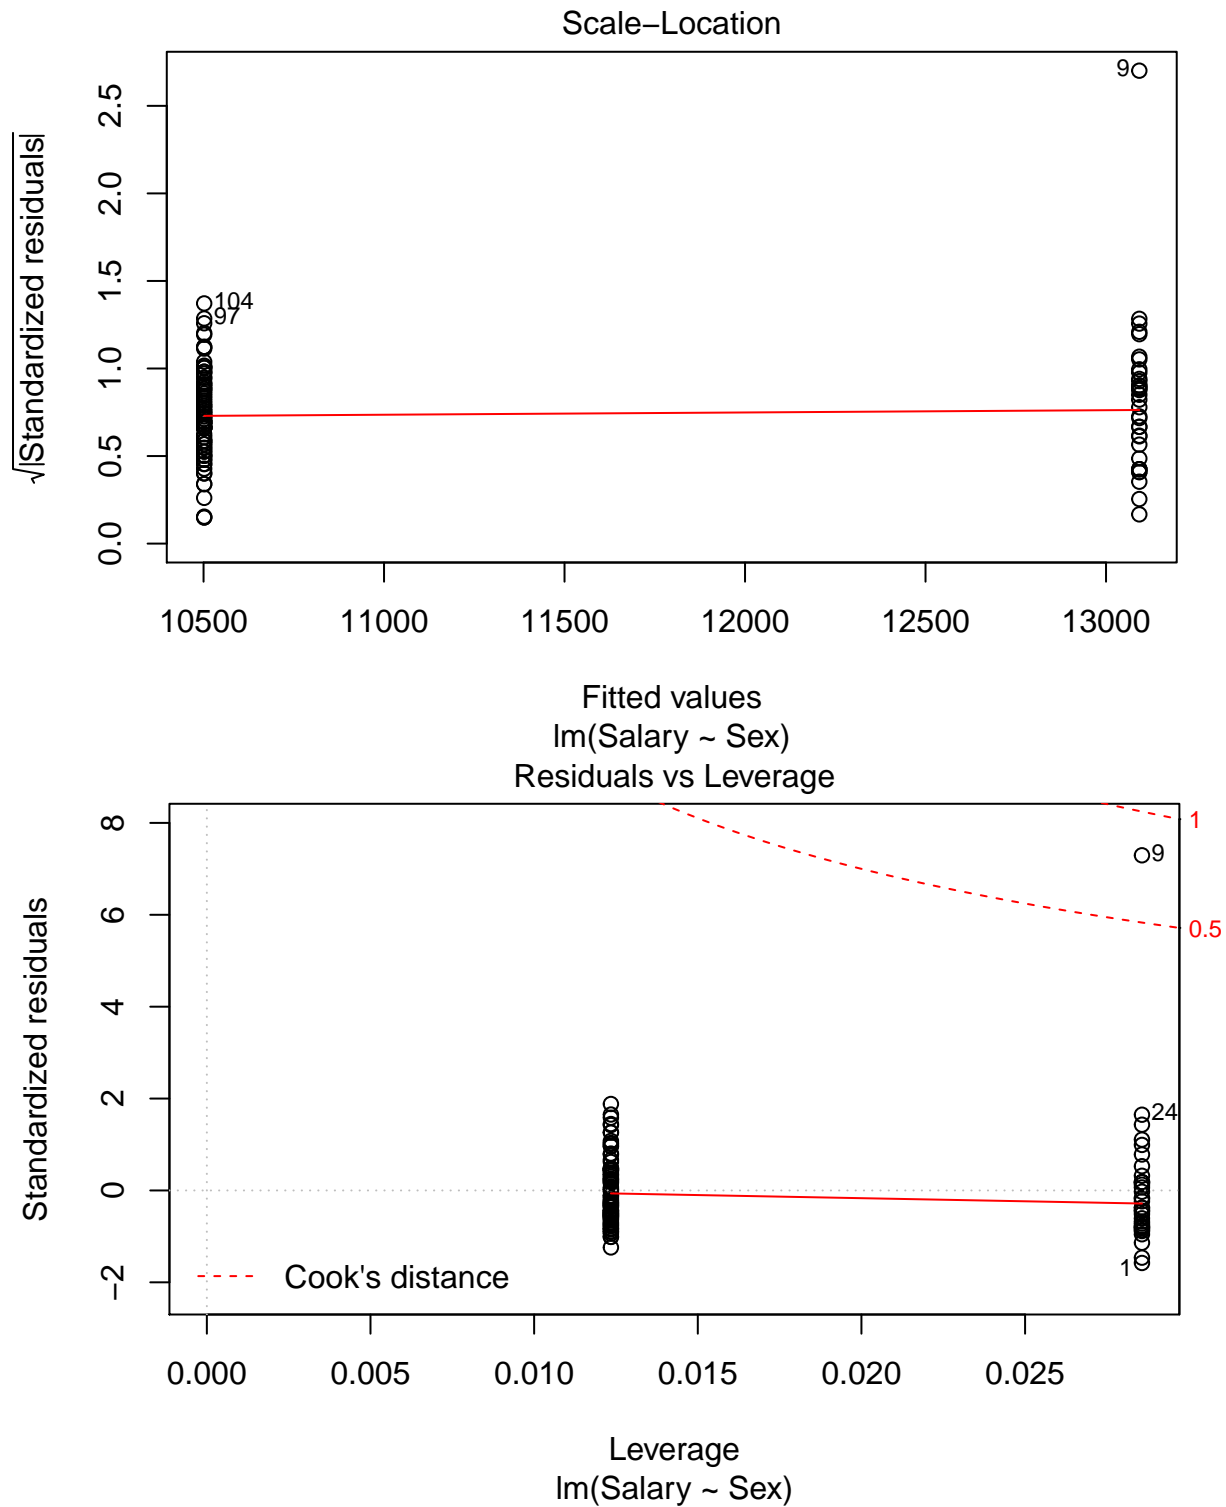 Scale−Location
√|Standardized residuals|
0.0 0.5 1.0 1.5 2.0 2.5
9
104
97
10500 11000 11500 12000 12500 13000
Fitted values
lm(Salary ~ Sex)
Residuals vs Leverage
Standardized residuals
−2 0 2 4 6 8
1
9
0.5
24
1
Cook's distance
0.000 0.005 0.010 0.015 0.020 0.025
Leverage
lm(Salary ~ Sex)